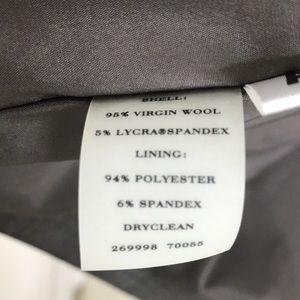 SHELL:
95% VIRGIN WOOL
5% LYCRA®SPANDEX
LINING:
94% POLYESTER
6% SPANDEX
DRYCLEAN
269998 70055